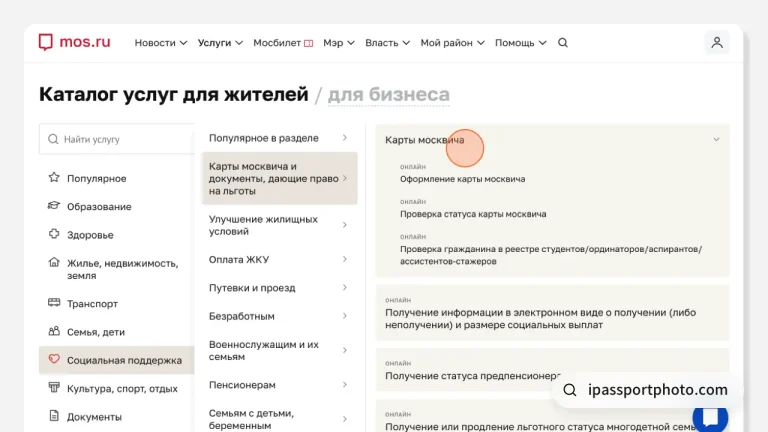 mos.ru Новости Услуги Мосбилет Мэр Власть Мой район Помощь
Каталог услуг для жителей / для бизнеса
Найти услугу
Популярное
Образование
Здоровье
Жилье, недвижимость,
земля
Транспорт
Семья, дети
Социальная поддержка
Культура, спорт, отдых
Документы
Популярное в разделе
Карты москвича и
документы, дающие право
на льготы
Улучшение жилищных
условий
Оплата ЖКУ
Путевки и проезд
Безработным
Военнослужащим и их
семьям
Пенсионерам
Семьям с детьми,
беременным
Карты москвича
ОНЛАЙН
Оформление карты москвича
ОНЛАЙН
Проверка статуса карты москвича
ОНЛАЙН
Проверка гражданина в реестре студентов/ординаторов/аспирантов/
ассистентов-стажеров
ОНЛАЙН
Получение информации в электронном виде о получении (либо
неполучении) и размере социальных выплат
ОНЛАЙН
Получение статуса предпенсионера
ОНЛАЙН
Получение или продление льготного статуса многодетной
ipassportphoto.com